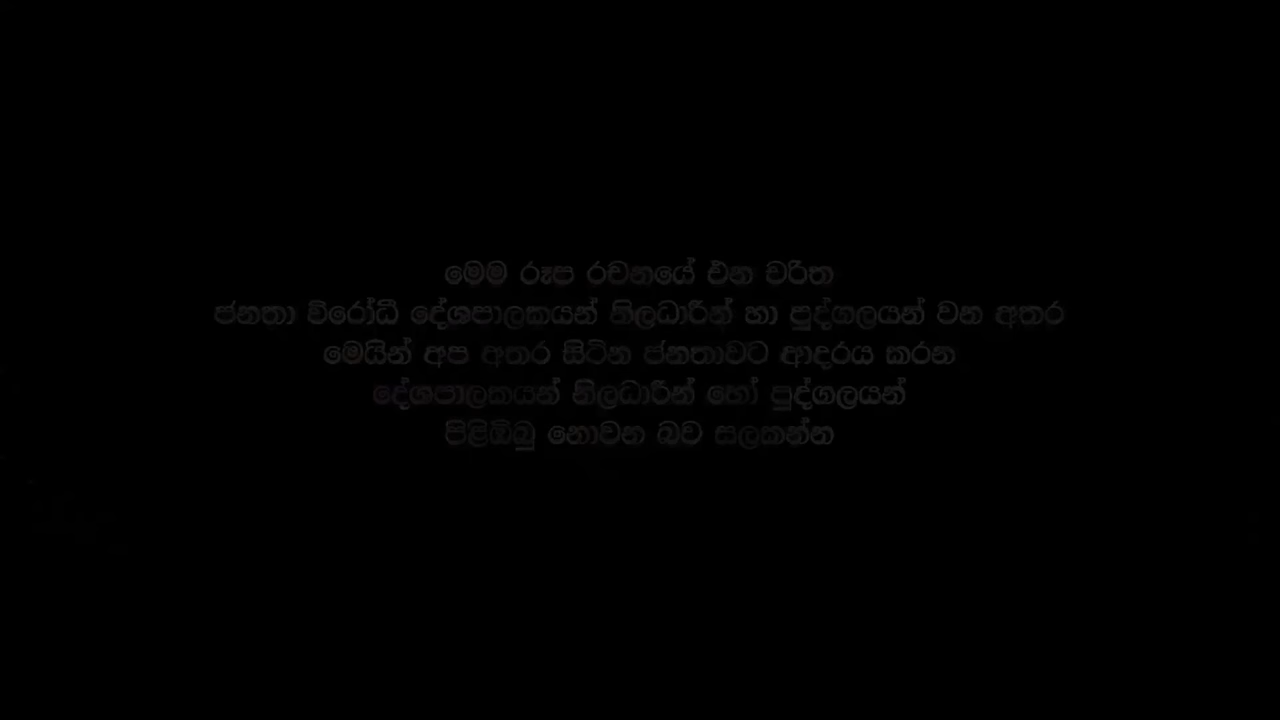 මෙම රූප රචනයේ එන චරිත
ජනතා විරෝධී දේශපාලකයන් නිලධාරීන් හා පුද්ගලයන් වන අතර
මෙයින් අප අතර සිටින ජනතාවට ආදරය කරන
දේශපාලකයන් නිලධාරීන් හෝ පුද්ගලයන්
පිළිඹිබු නොවන බව සලකන්න